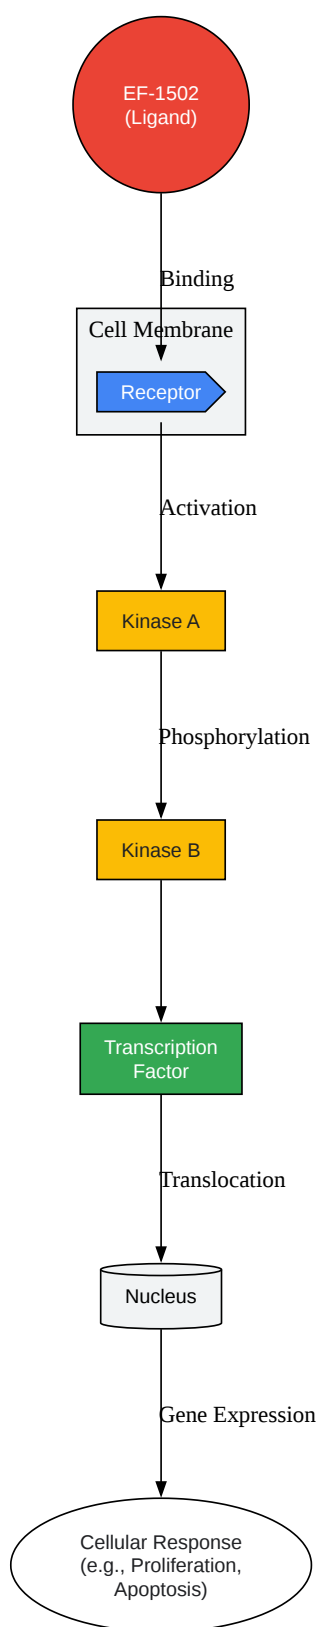 EF-1502
(Ligand)
Binding
Cell Membrane
Receptor
Activation
Kinase A
Phosphorylation
Kinase B
Transcription
Factor
Translocation
Nucleus
Gene Expression
Cellular Response
(e.g., Proliferation,
Apoptosis)